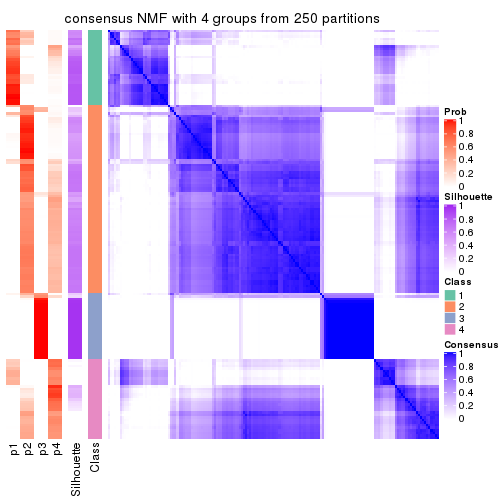 consensus NMF with 4 groups from 250 partitions
Prob
1
0.8
0.6
0.4
0.2
0
Silhouette
1
0.8
0.6
0.4
0.2
0
Class
1
2
3
4
Consensus
1
0.8
0.6
0.4
0.2
0
p1
p2
p3
p4
Silhouette
Class